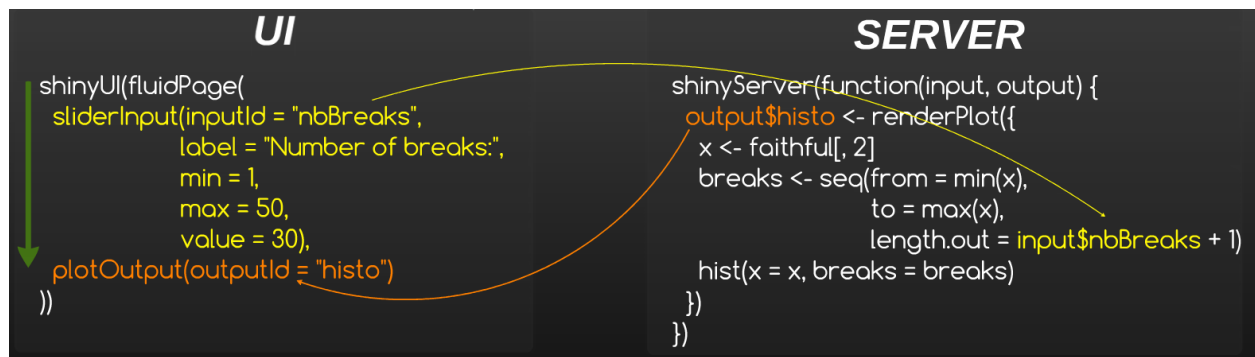 UI
shinyUI(fluidPage(
sliderInput(inputId = "nbBreaks",
label = "Number of breaks:",
min = 1,
max = 50,
value = 30),
plotOutput(outputId = "histo")
))
SERVER
shinyServer(function(input, output) {
output$histo <- renderPlot({
x <- faithful[, 2]
breaks <- seq(from = min(x),
to = max(x),
length.out = input$nbBreaks + 1)
hist(x = x, breaks = breaks)
})
})